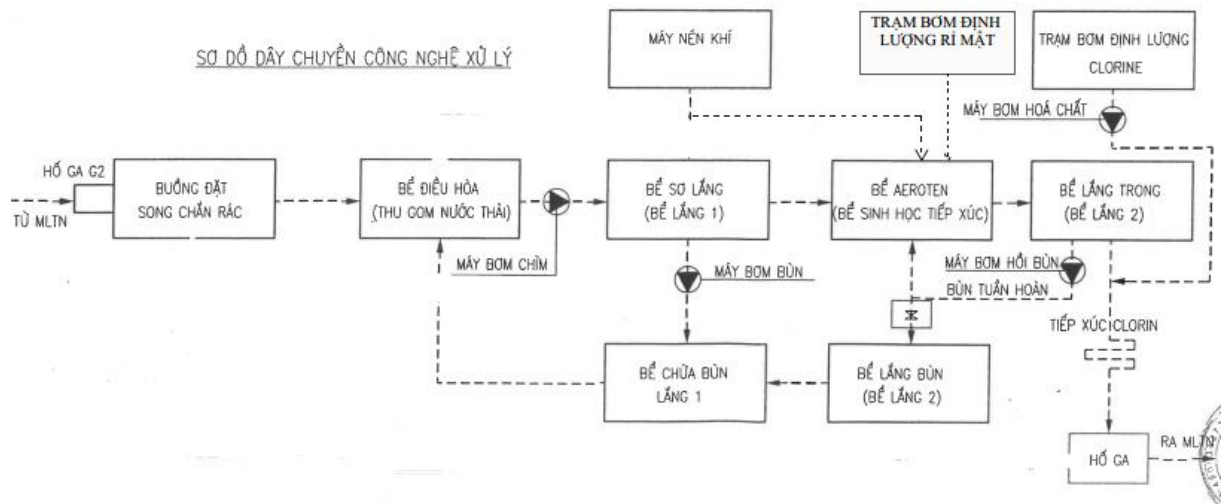 SƠ DỒ DÂY CHUYỀN CÔNG NGHỆ XỬ LÝ
MÁY NÉN KHÍ
TRẠM BƠM ĐỊNH
LƯỢNG RỈ MẬT
TRẠM BƠM ĐỊNH LƯỢNG
CLORINE
MÁY BƠM HOÁ CHẤT
HỐ GA G2
TỪ MLTN
BUỒNG ĐẶT
SONG CHẮN RÁC
BỂ ĐIỀU HÒA
(THU GOM NƯỚC THẢI)
MÁY BƠM CHÌM
BỂ SƠ LẮNG
(BỂ LẮNG 1)
BỂ AEROTEN
(BỂ SINH HỌC TIẾP XÚC)
BỂ LẮNG TRONG
(BỂ LẮNG 2)
MÁY BƠM BÙN
MÁY BƠM HỒI BÙN
BÙN TUẦN HOÀN
TIẾP XÚC CLORIN
BỂ CHỨA BÙN
LẮNG 1
BỂ LẮNG BÙN
(BỂ LẮNG 2)
HỐ GA
RA MLTN